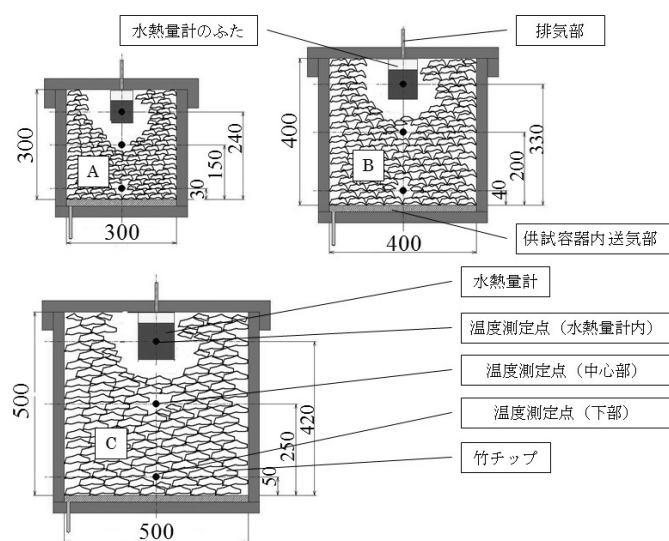 水熱量計のふた
排気部
300
A
30
150
240
300
400
B
40
200
330
400
供試容器内送気部
水熱量計
温度測定点（水熱量計内）
温度測定点（中心部）
温度測定点（下部）
竹チップ
500
C
50
250
420
500